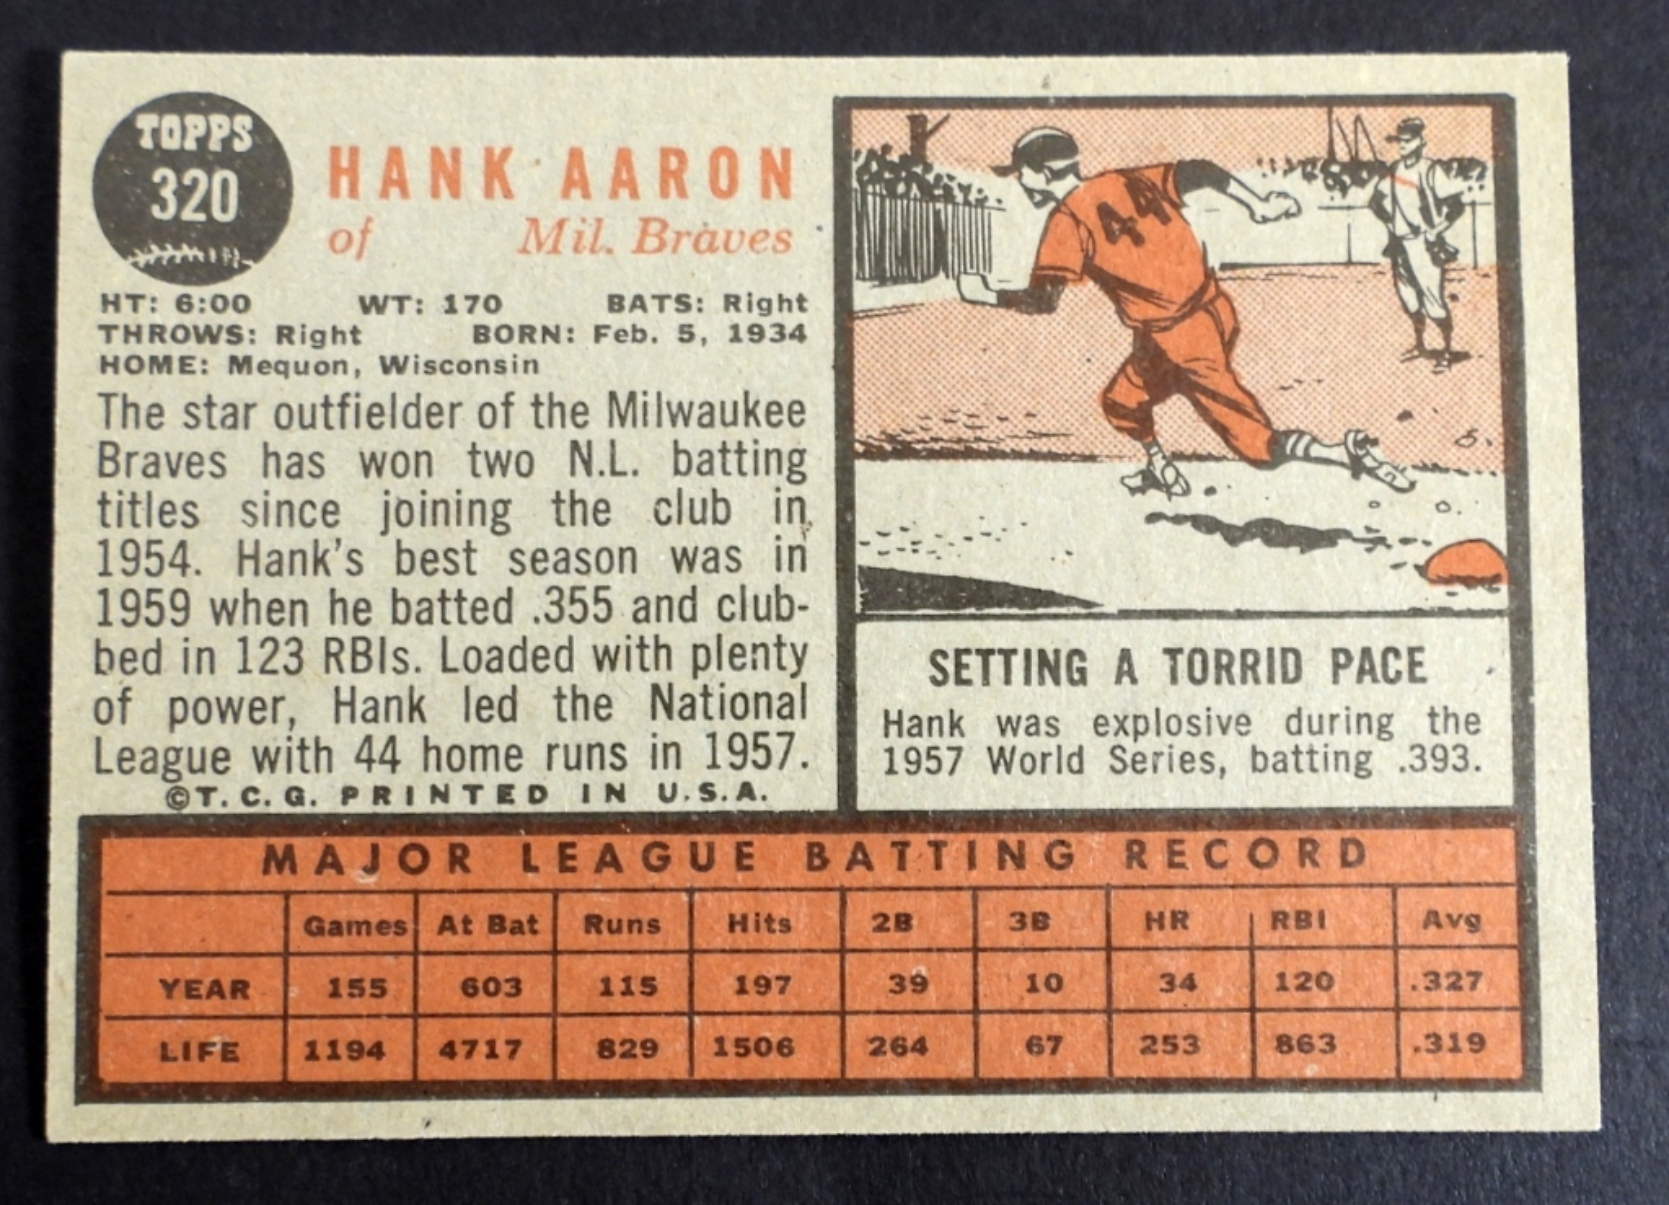 TOPPS
320
HANK AARON
of Mil. Braves
HT: 6:00 WT: 170 BATS: Right
THROWS: Right BORN: Feb. 5, 1934
HOME: Mequon, Wisconsin
The star outfielder of the Milwaukee
Braves has won two N.L. batting
titles since joining the club in
1954. Hank's best season was in
1959 when he batted .355 and club-
bed in 123 RBIs. Loaded with plenty
of power, Hank led the National
League with 44 home runs in 1957.
©T.C.G. PRINTED IN U.S.A.
44
SETTING A TORRID PACE
Hank was explosive during the
1957 World Series, batting .393.
MAJOR LEAGUE BATTING RECORD
Games At Bat Runs Hits 2B 3B HR RBI Avg
YEAR 155 603 115 197 39 10 34 120 .327
LIFE 1194 4717 829 1506 264 67 253 863 .319